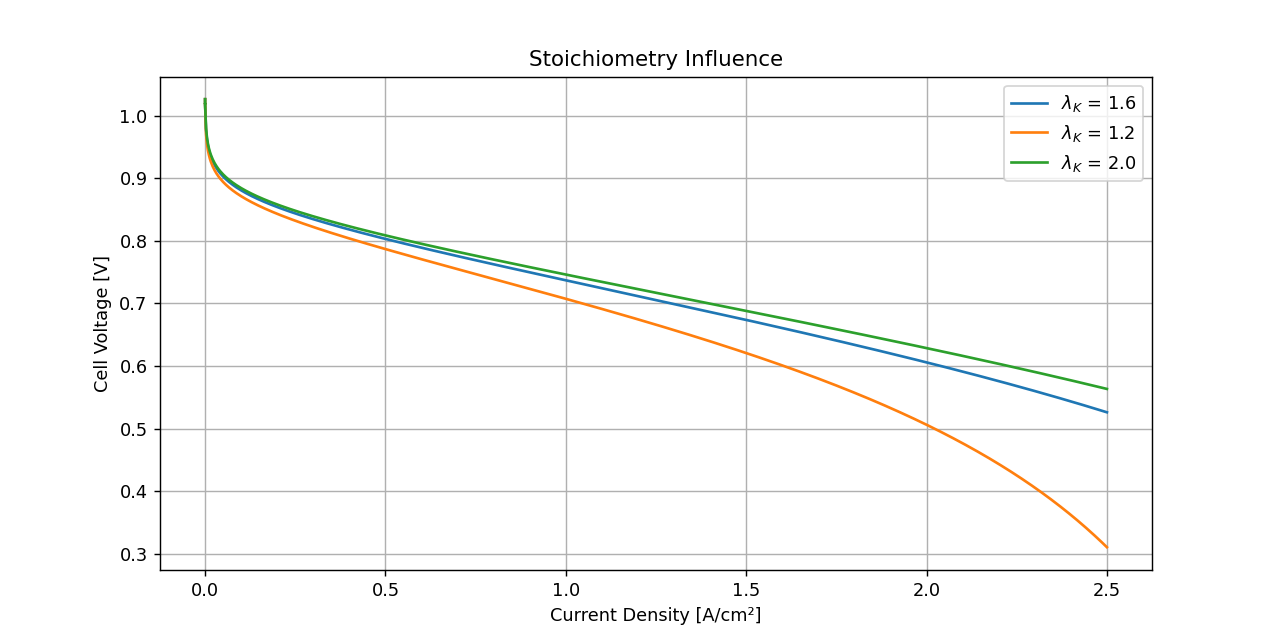 Stoichiometry Influence
λK = 1.6
λK = 1.2
λK = 2.0
Cell Voltage [V]
1.0
0.9
0.8
0.7
0.6
0.5
0.4
0.3
0.0 0.5 1.0 1.5 2.0 2.5
Current Density [A/cm²]